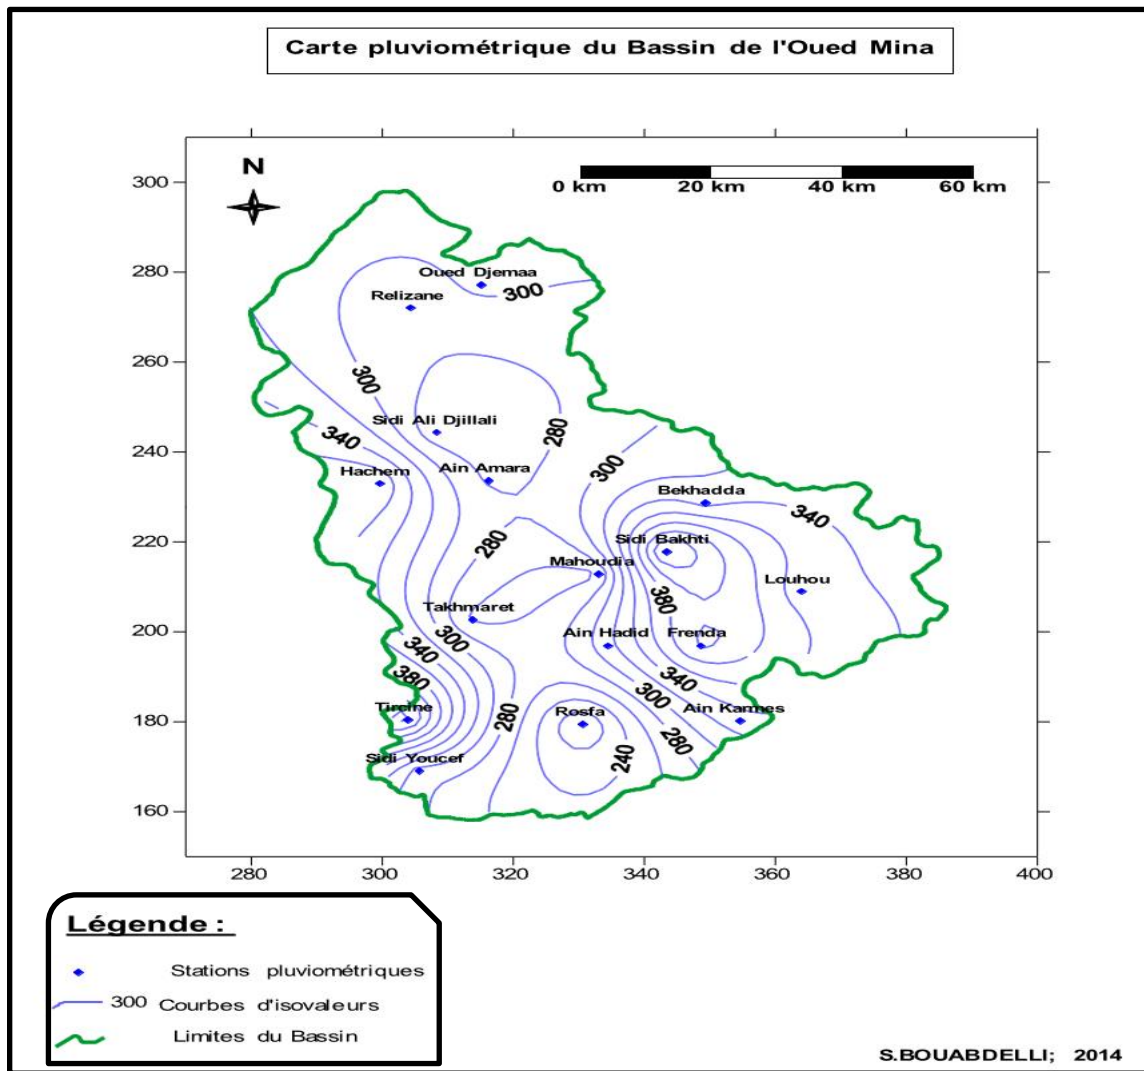 Carte pluviométrique du Bassin de l'Oued Mina
N
0 km 20 km 40 km 60 km
300
280
260
240
220
200
180
160
280 300 320 340 360 380 400
Oued Djemaa
300
Relizane
300
Sidi Ali Djillali
280
340
Hachem
Ain Amara
300
Bekhadda
340
280
Sidi Bakhti
Mahoudia
380
Louhou
Takhmaret
300
Ain Hadid
Frenda
340
380
340
300
Tircine
280
Rosfa
Ain Karmes
280
240
Sidi Youcef
Légende :
Stations pluviométriques
300 Courbes d'isovaleurs
Limites du Bassin
S.BOUABDELLI; 2014